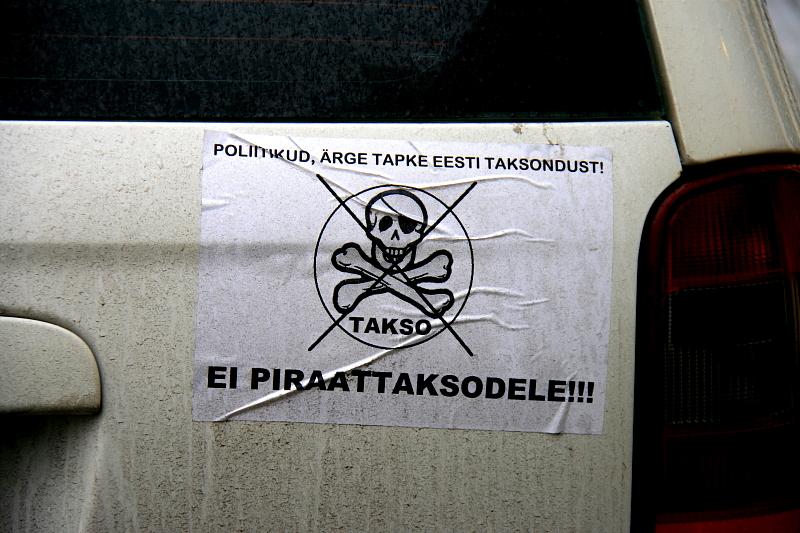 POLIITIKUD, ÄRGE TAPKE EESTI TAKSONDUST!
TAKSO
EI PIRAATTAKSODELE!!!